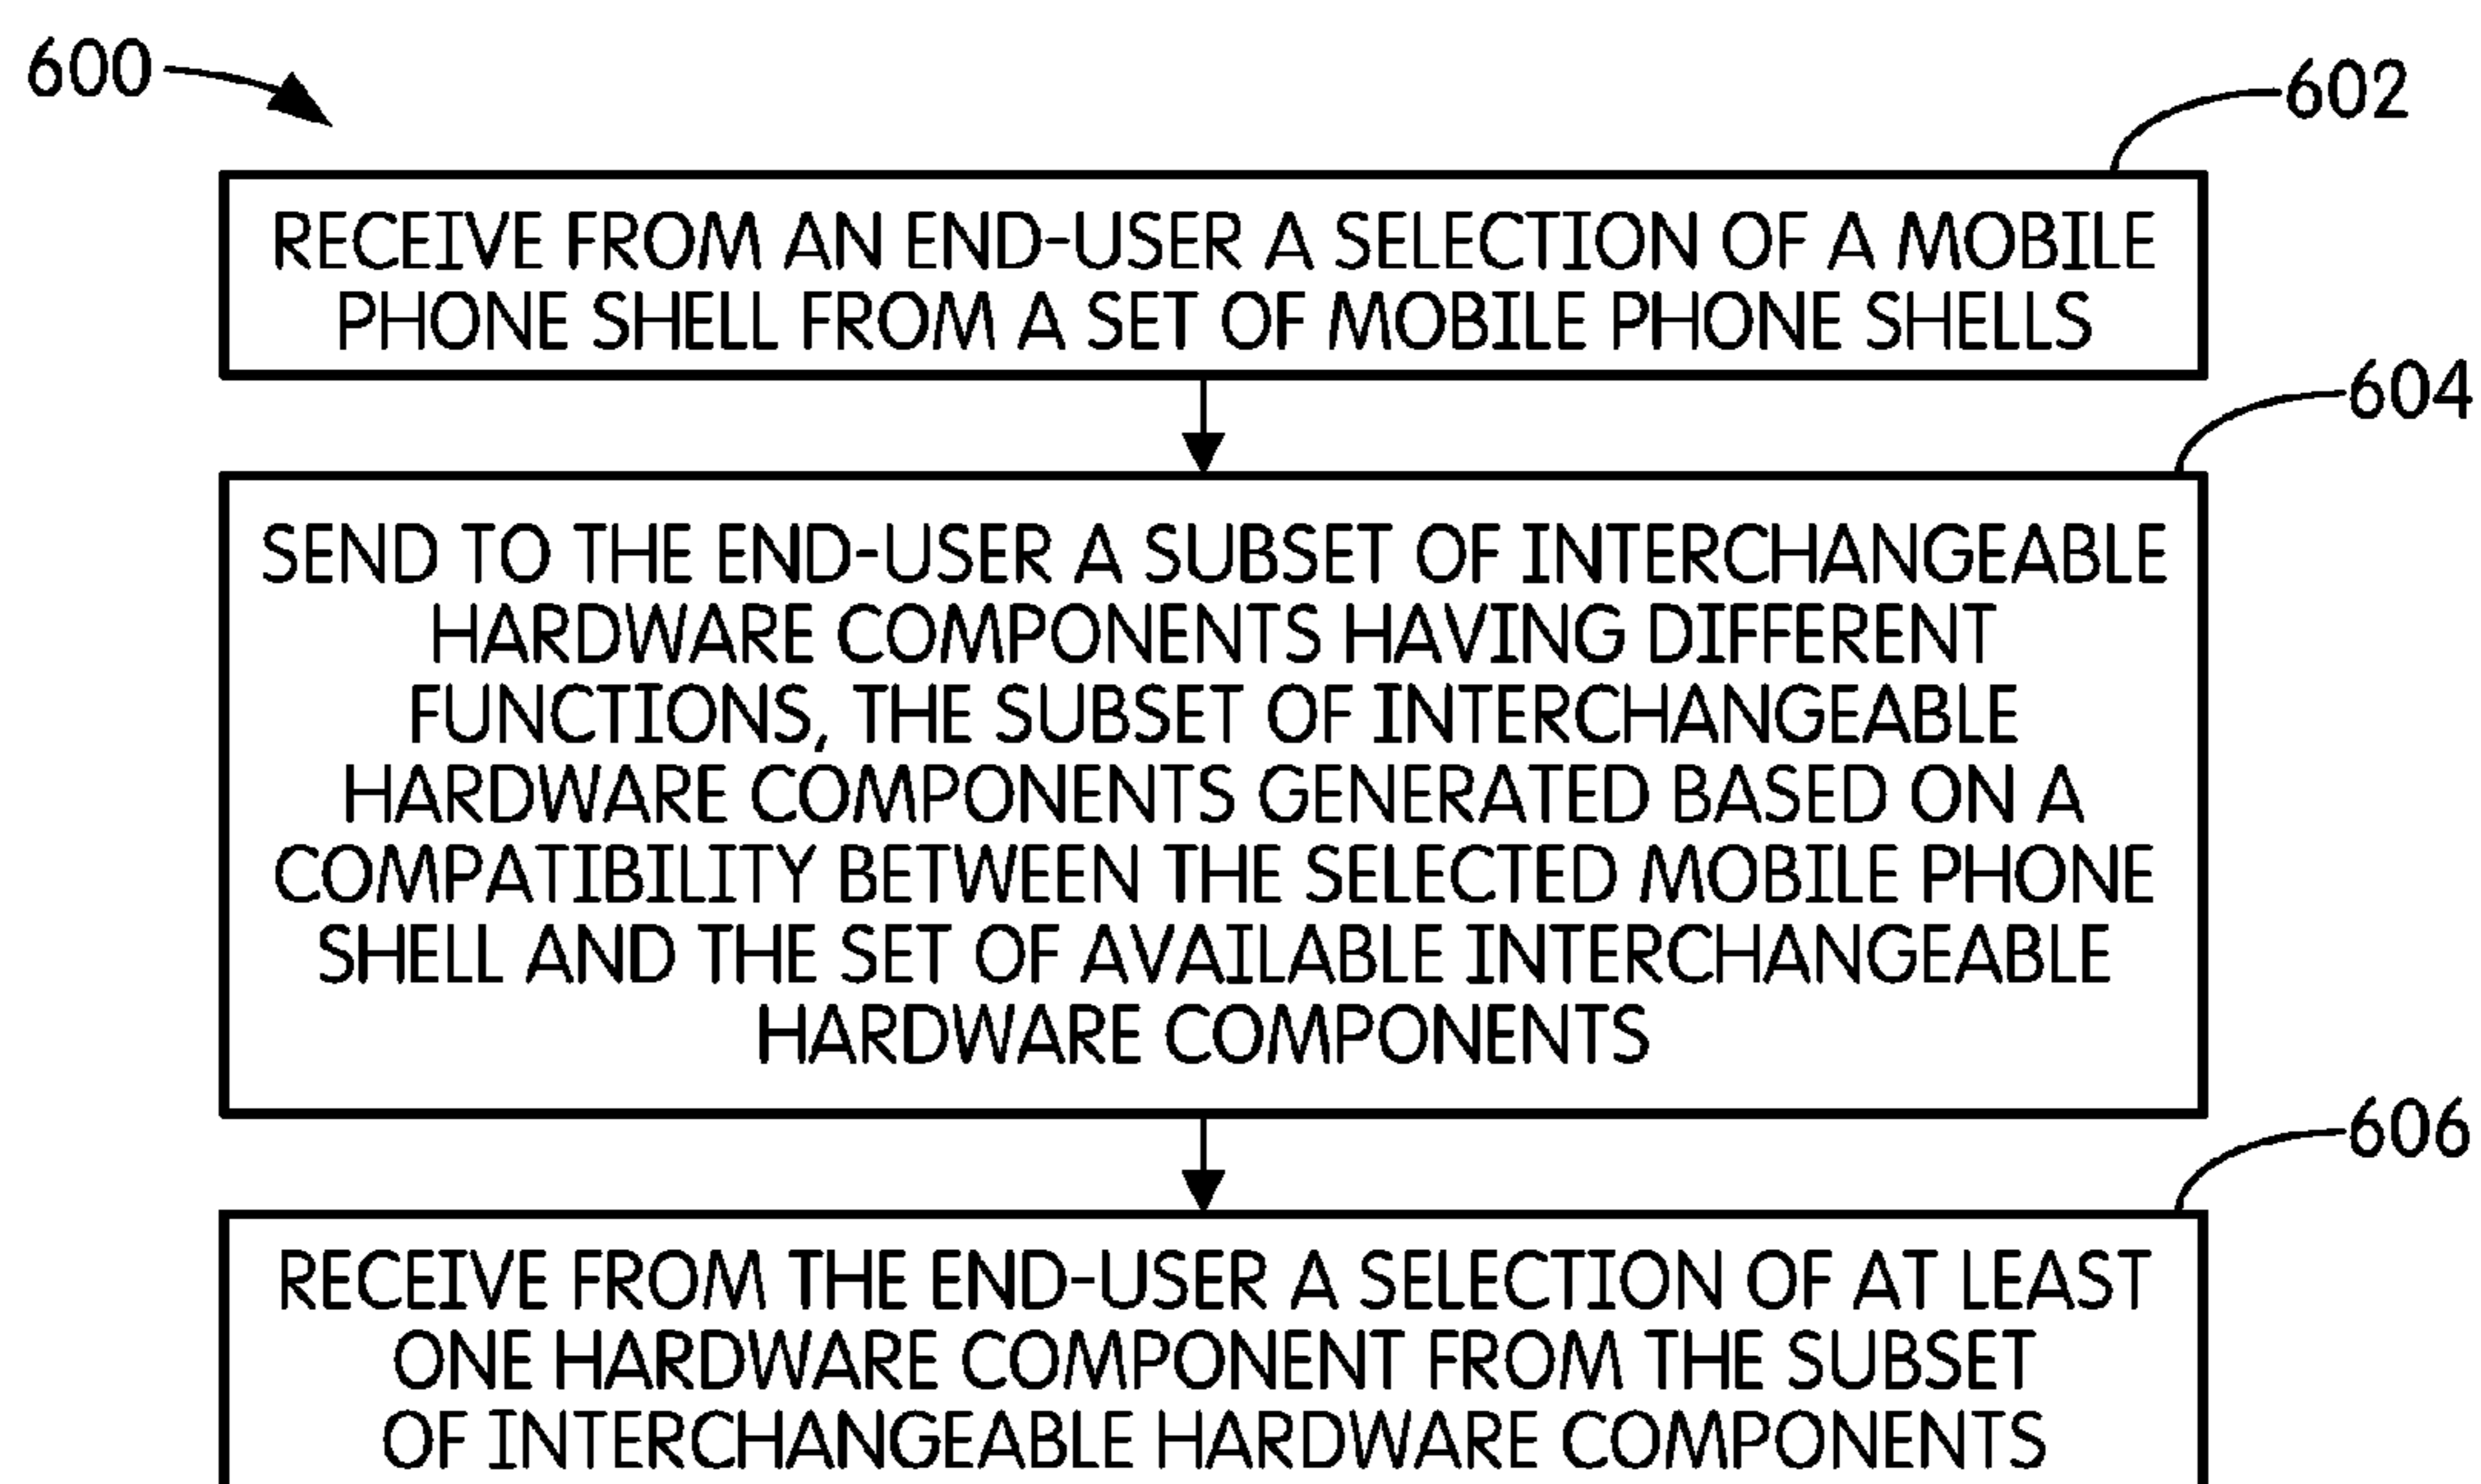 600
602
RECEIVE FROM AN END-USER A SELECTION OF A MOBILE
PHONE SHELL FROM A SET OF MOBILE PHONE SHELLS
604
SEND TO THE END-USER A SUBSET OF INTERCHANGEABLE
HARDWARE COMPONENTS HAVING DIFFERENT
FUNCTIONS, THE SUBSET OF INTERCHANGEABLE
HARDWARE COMPONENTS GENERATED BASED ON A
COMPATIBILITY BETWEEN THE SELECTED MOBILE PHONE
SHELL AND THE SET OF AVAILABLE INTERCHANGEABLE
HARDWARE COMPONENTS
606
RECEIVE FROM THE END-USER A SELECTION OF AT LEAST
ONE HARDWARE COMPONENT FROM THE SUBSET
OF INTERCHANGEABLE HARDWARE COMPONENTS